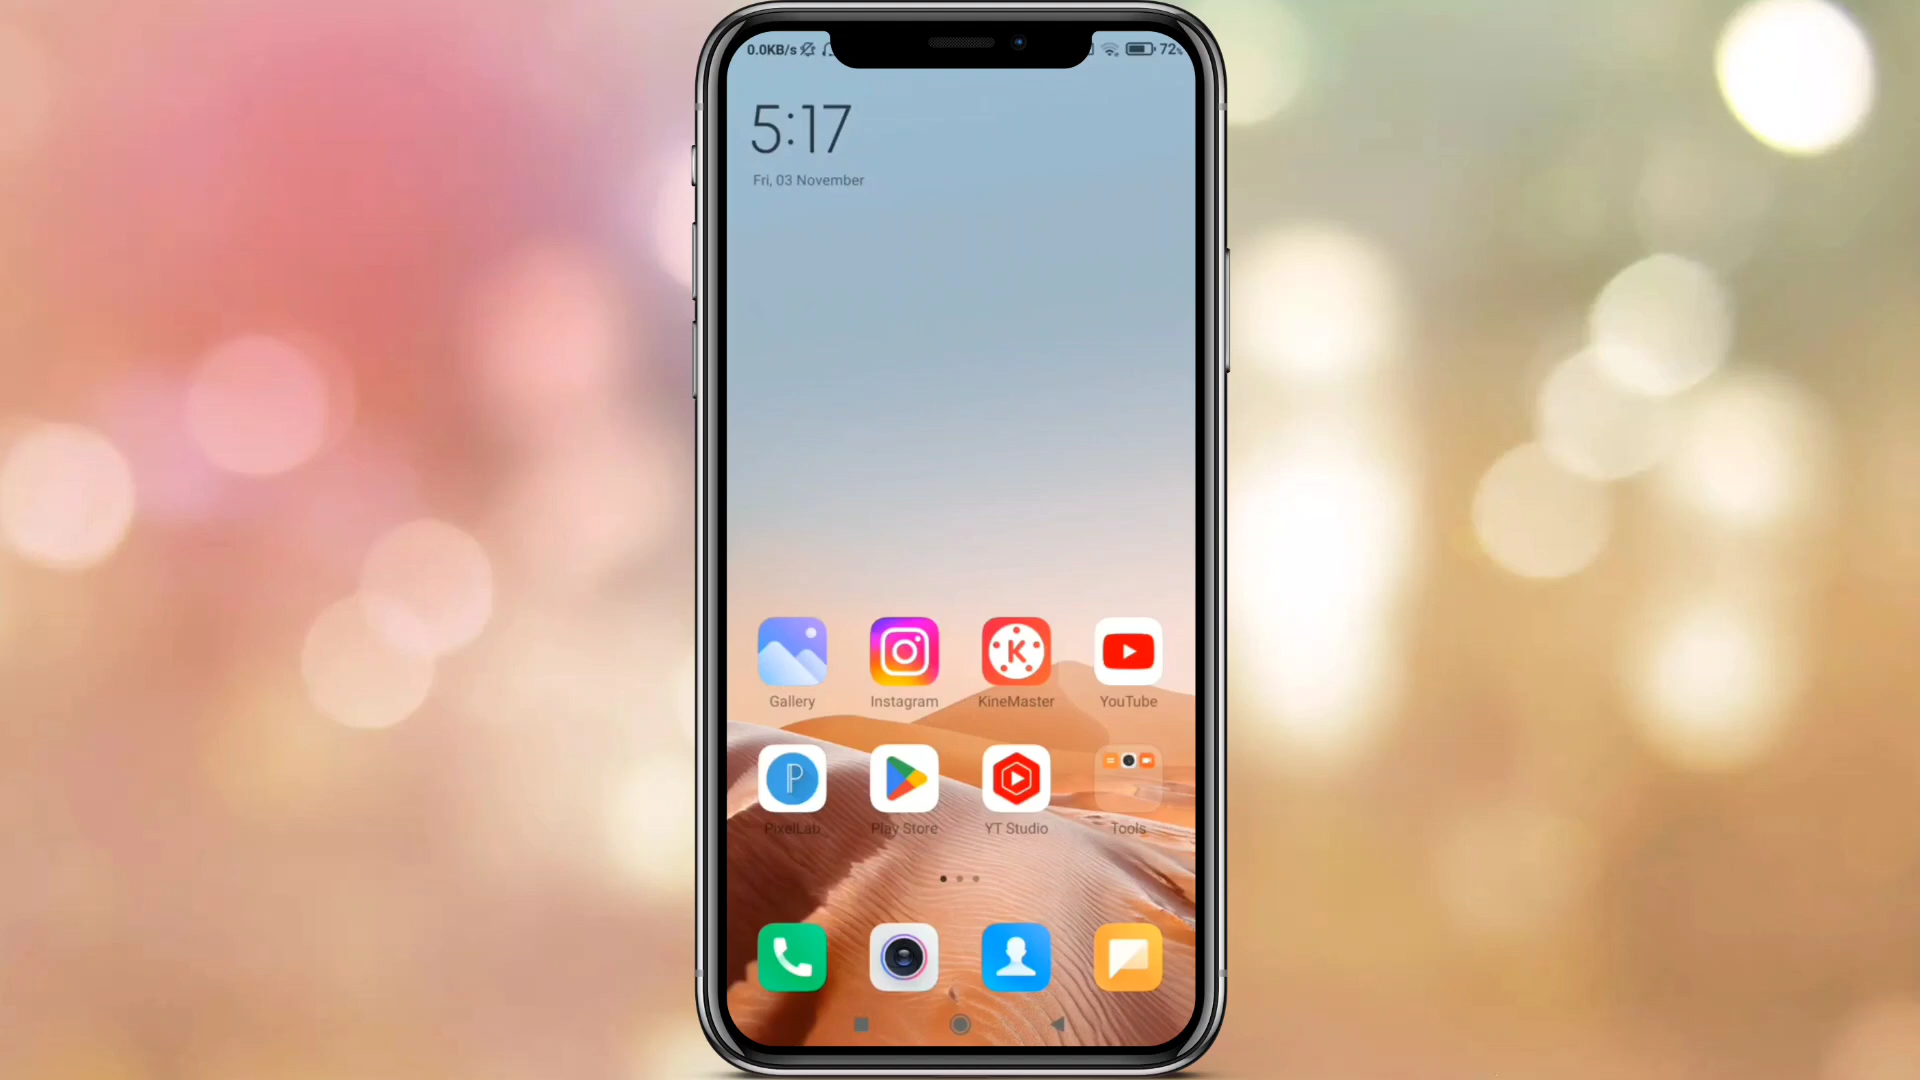 0.0KB/s 72%
5:17
Fri, 03 November
Gallery Instagram KineMaster YouTube
PixelLab Play Store YT Studio Tools